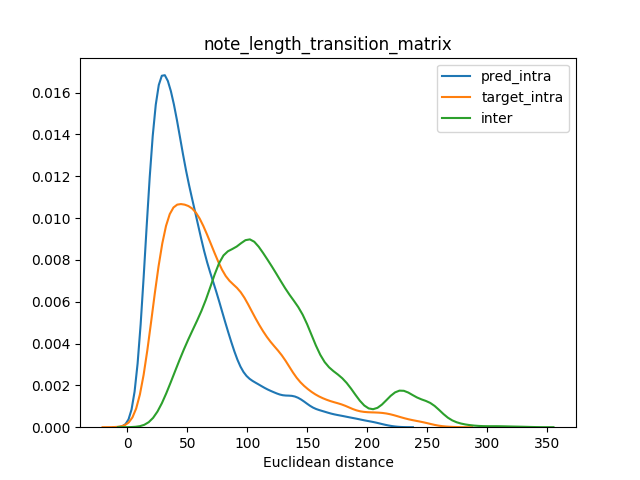 note_length_transition_matrix
pred_intra
target_intra
inter
0.016
0.014
0.012
0.010
0.008
0.006
0.004
0.002
0.000
0 50 100 150 200 250 300 350
Euclidean distance